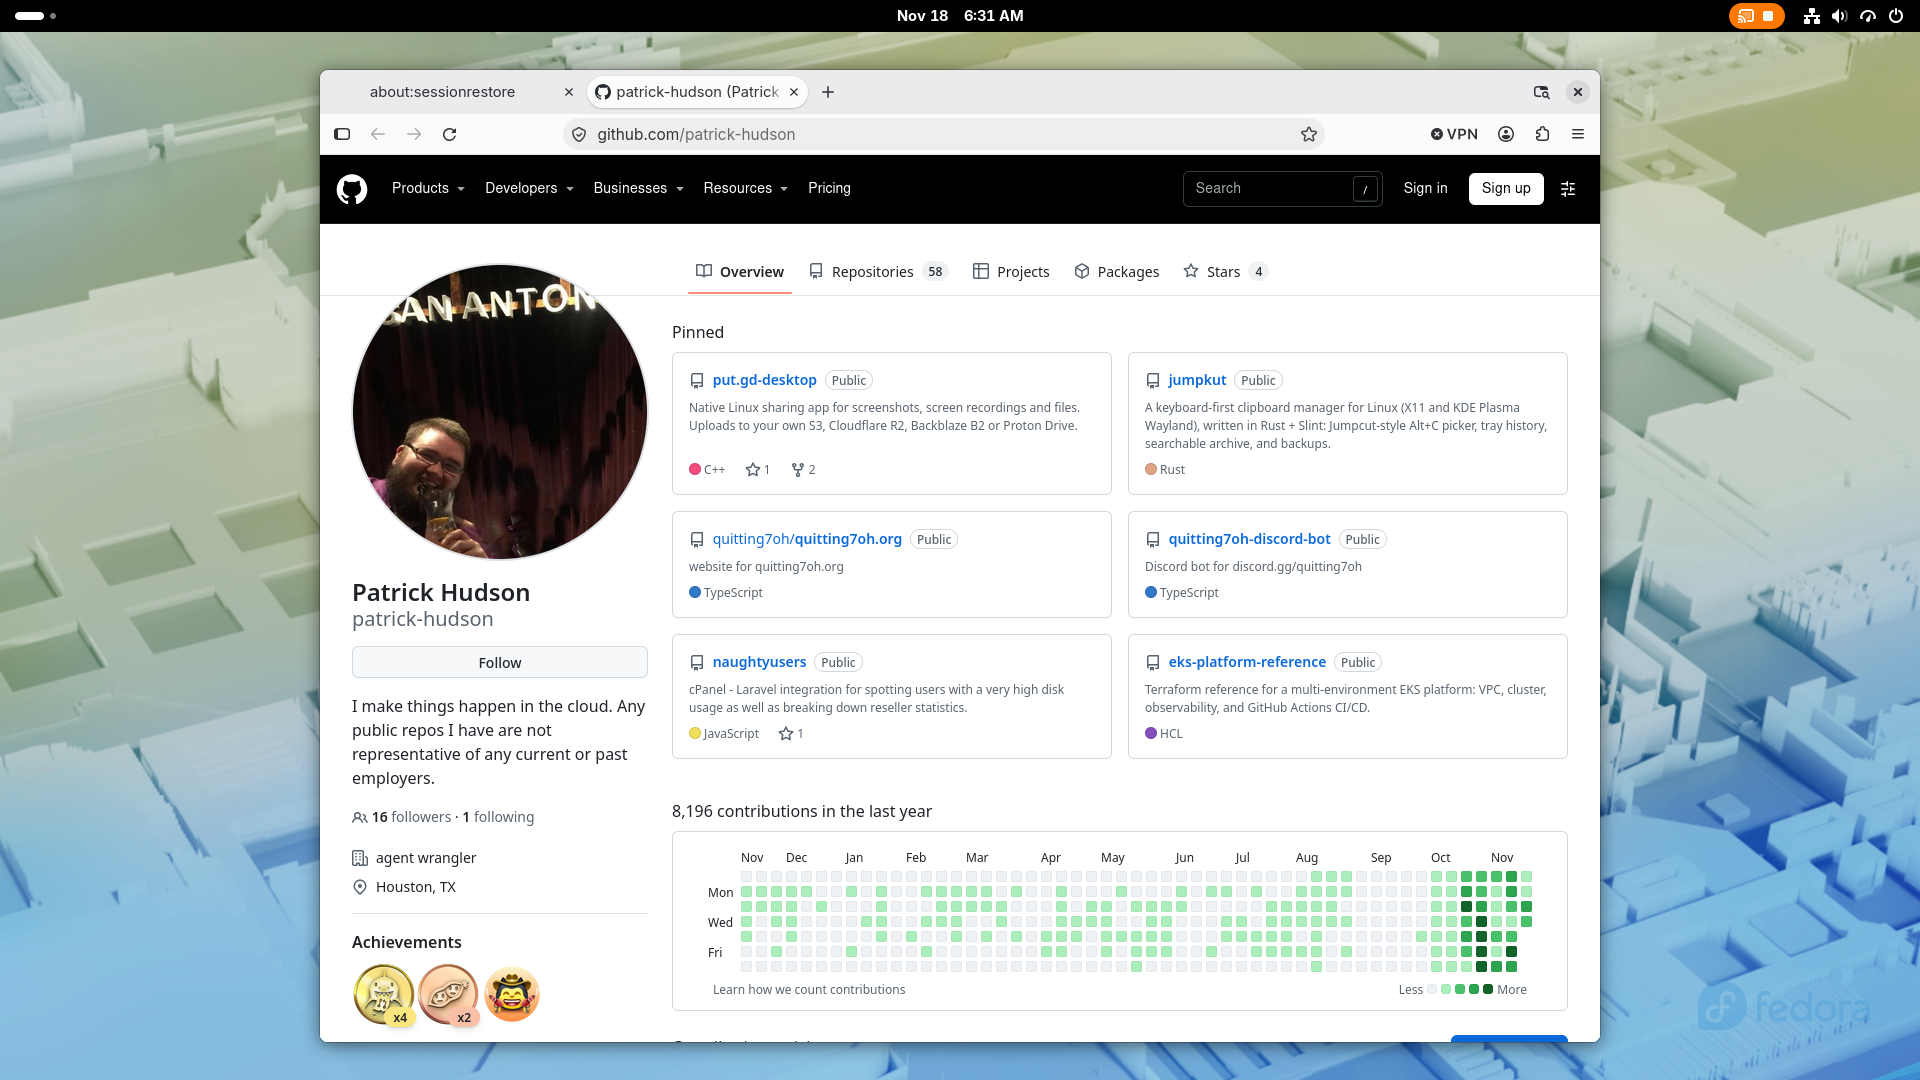 Nov 18 6:31 AM
about:sessionrestore
patrick-hudson (Patrick
github.com/patrick-hudson
VPN
Products Developers Businesses Resources Pricing
Search /
Sign in
Sign up
Overview Repositories 58 Projects Packages Stars 4
SAN ANTON
Patrick Hudson
patrick-hudson
Follow
I make things happen in the cloud. Any
public repos I have are not
representative of any current or past
employers.
16 followers · 1 following
agent wrangler
Houston, TX
Achievements
x4 x2
Pinned
put.gd-desktop Public
Native Linux sharing app for screenshots, screen recordings and files.
Uploads to your own S3, Cloudflare R2, Backblaze B2 or Proton Drive.
C++ 1 2
jumpkut Public
A keyboard-first clipboard manager for Linux (X11 and KDE Plasma
Wayland), written in Rust + Slint: Jumpcut-style Alt+C picker, tray history,
searchable archive, and backups.
Rust
quitting7oh/quitting7oh.org Public
website for quitting7oh.org
TypeScript
quitting7oh-discord-bot Public
Discord bot for discord.gg/quitting7oh
TypeScript
naughtyusers Public
cPanel - Laravel integration for spotting users with a very high disk
usage as well as breaking down reseller statistics.
JavaScript 1
eks-platform-reference Public
Terraform reference for a multi-environment EKS platform: VPC, cluster,
observability, and GitHub Actions CI/CD.
HCL
8,196 contributions in the last year
Nov Dec Jan Feb Mar Apr May Jun Jul Aug Sep Oct Nov
Mon
Wed
Fri
Learn how we count contributions
Less More
fedora